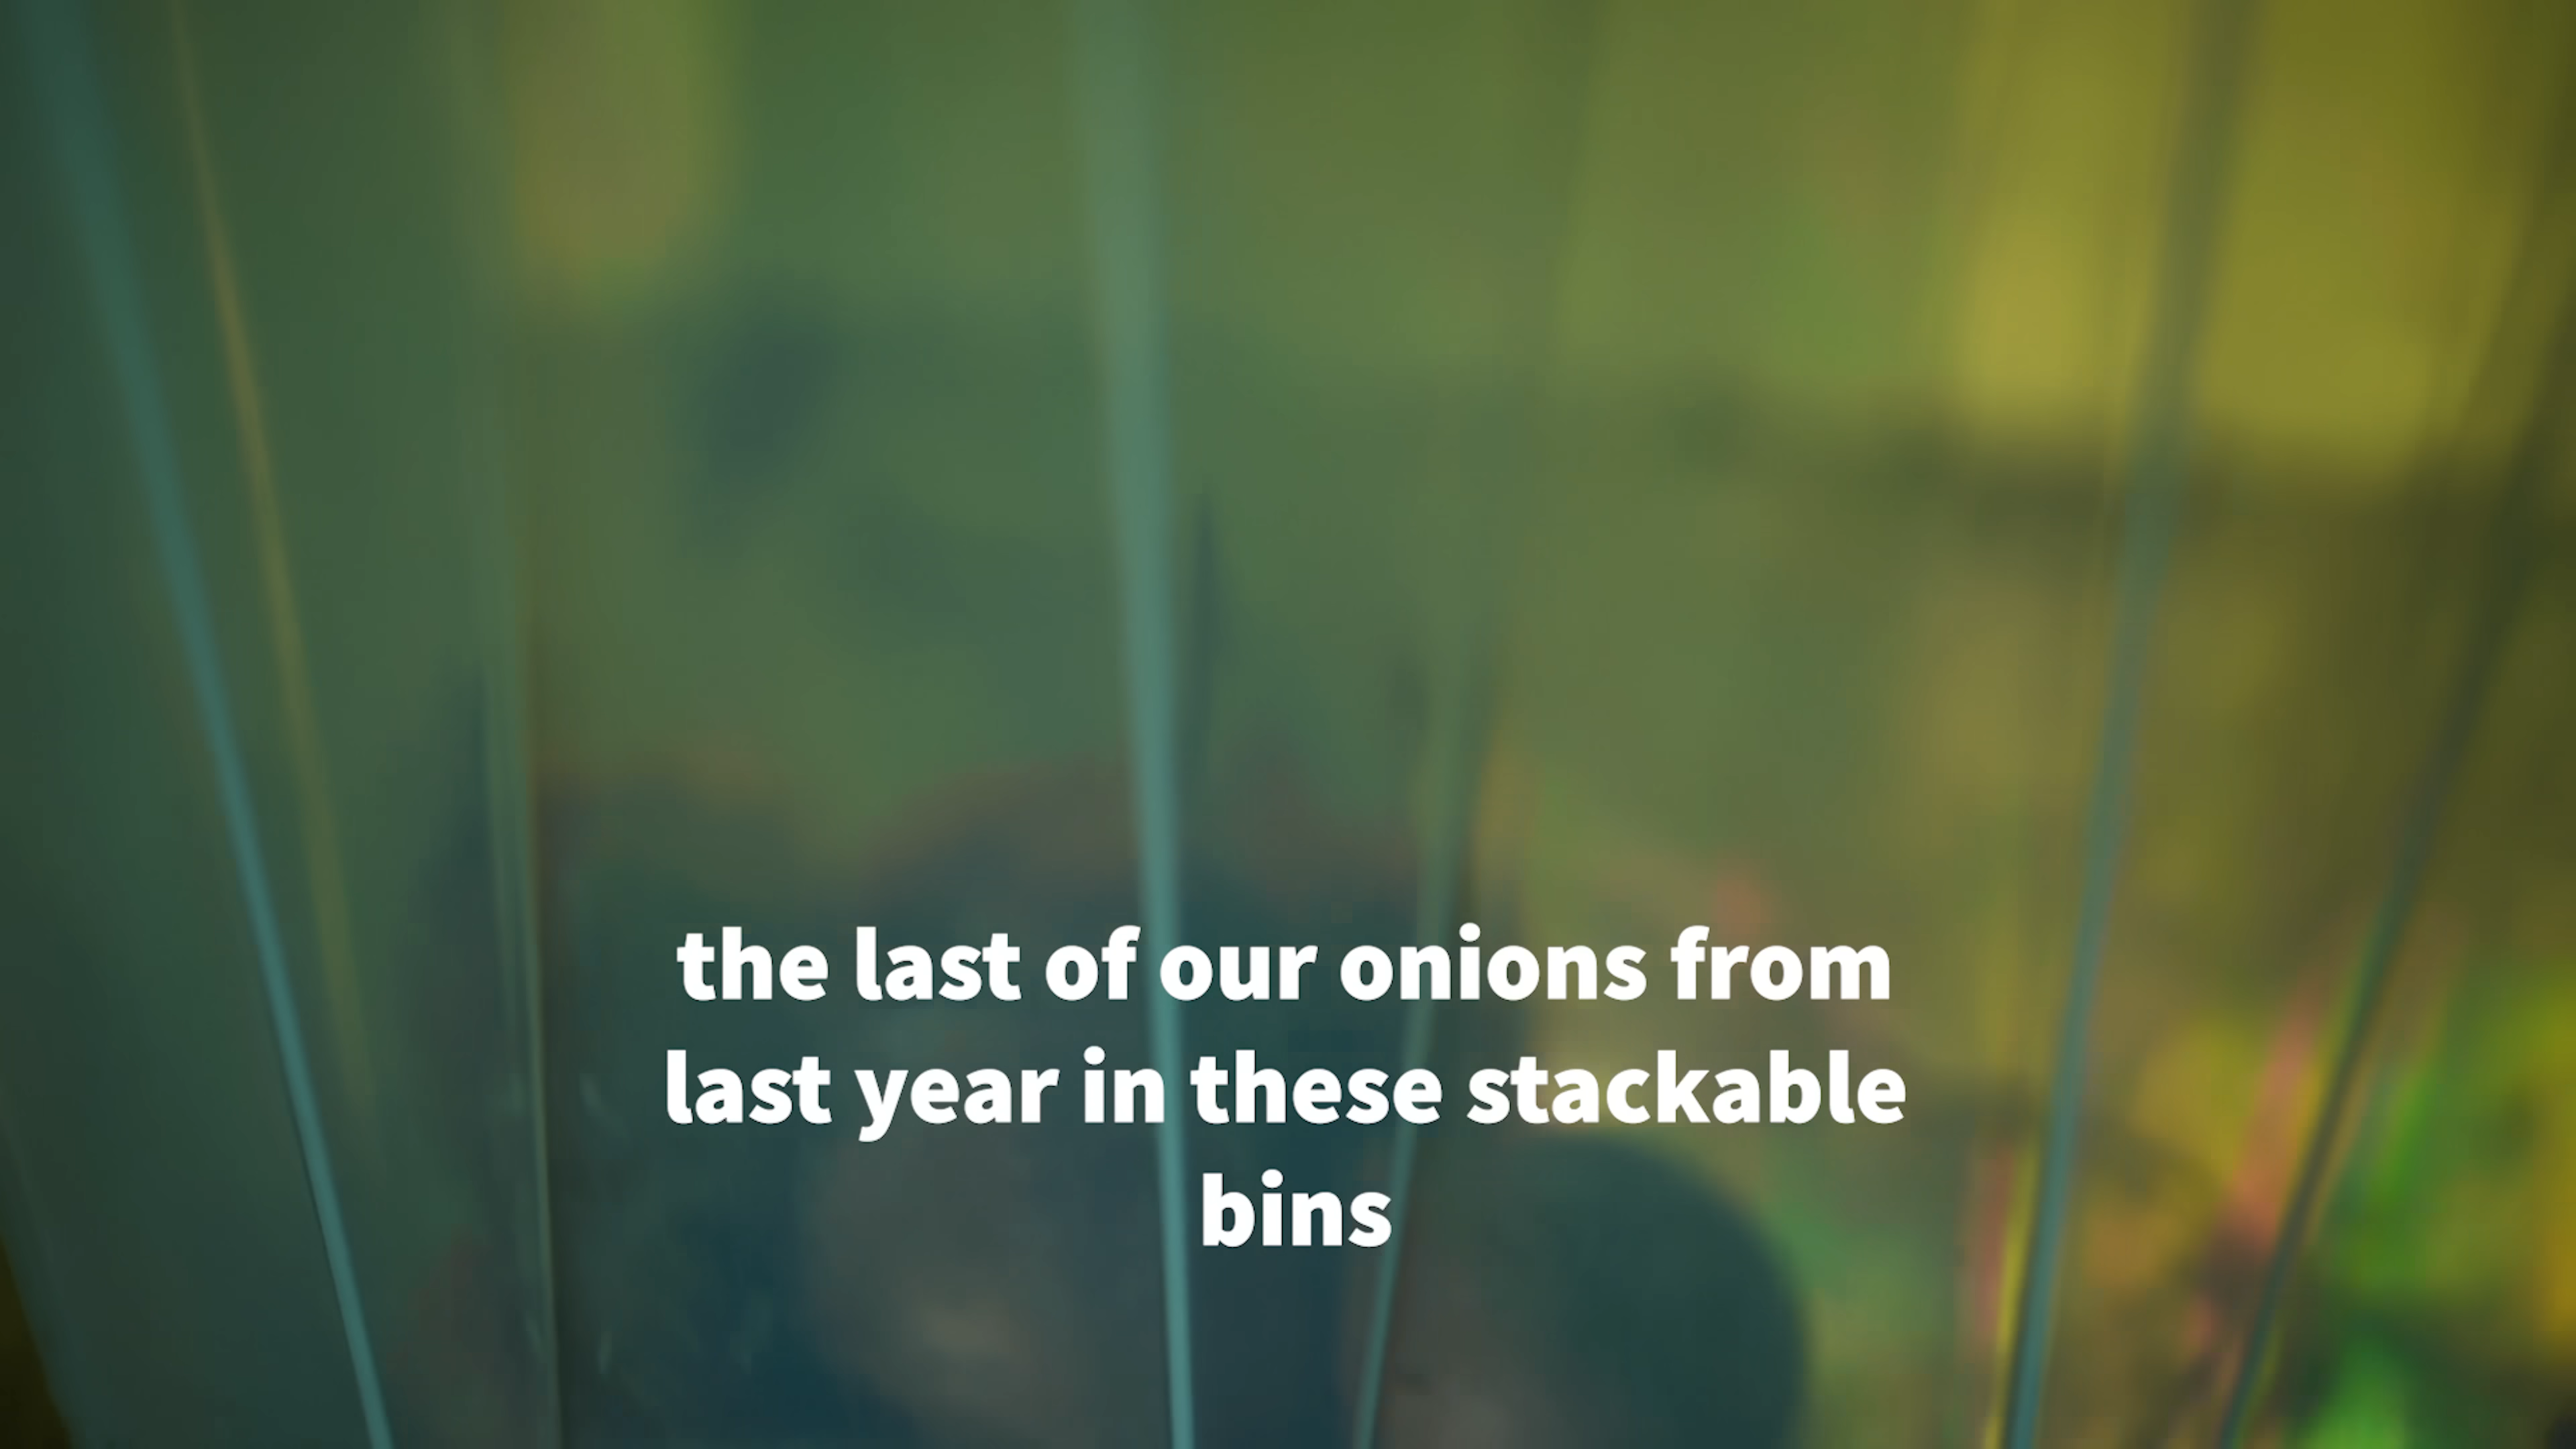 the last of our onions from
last year in these stackable
bins